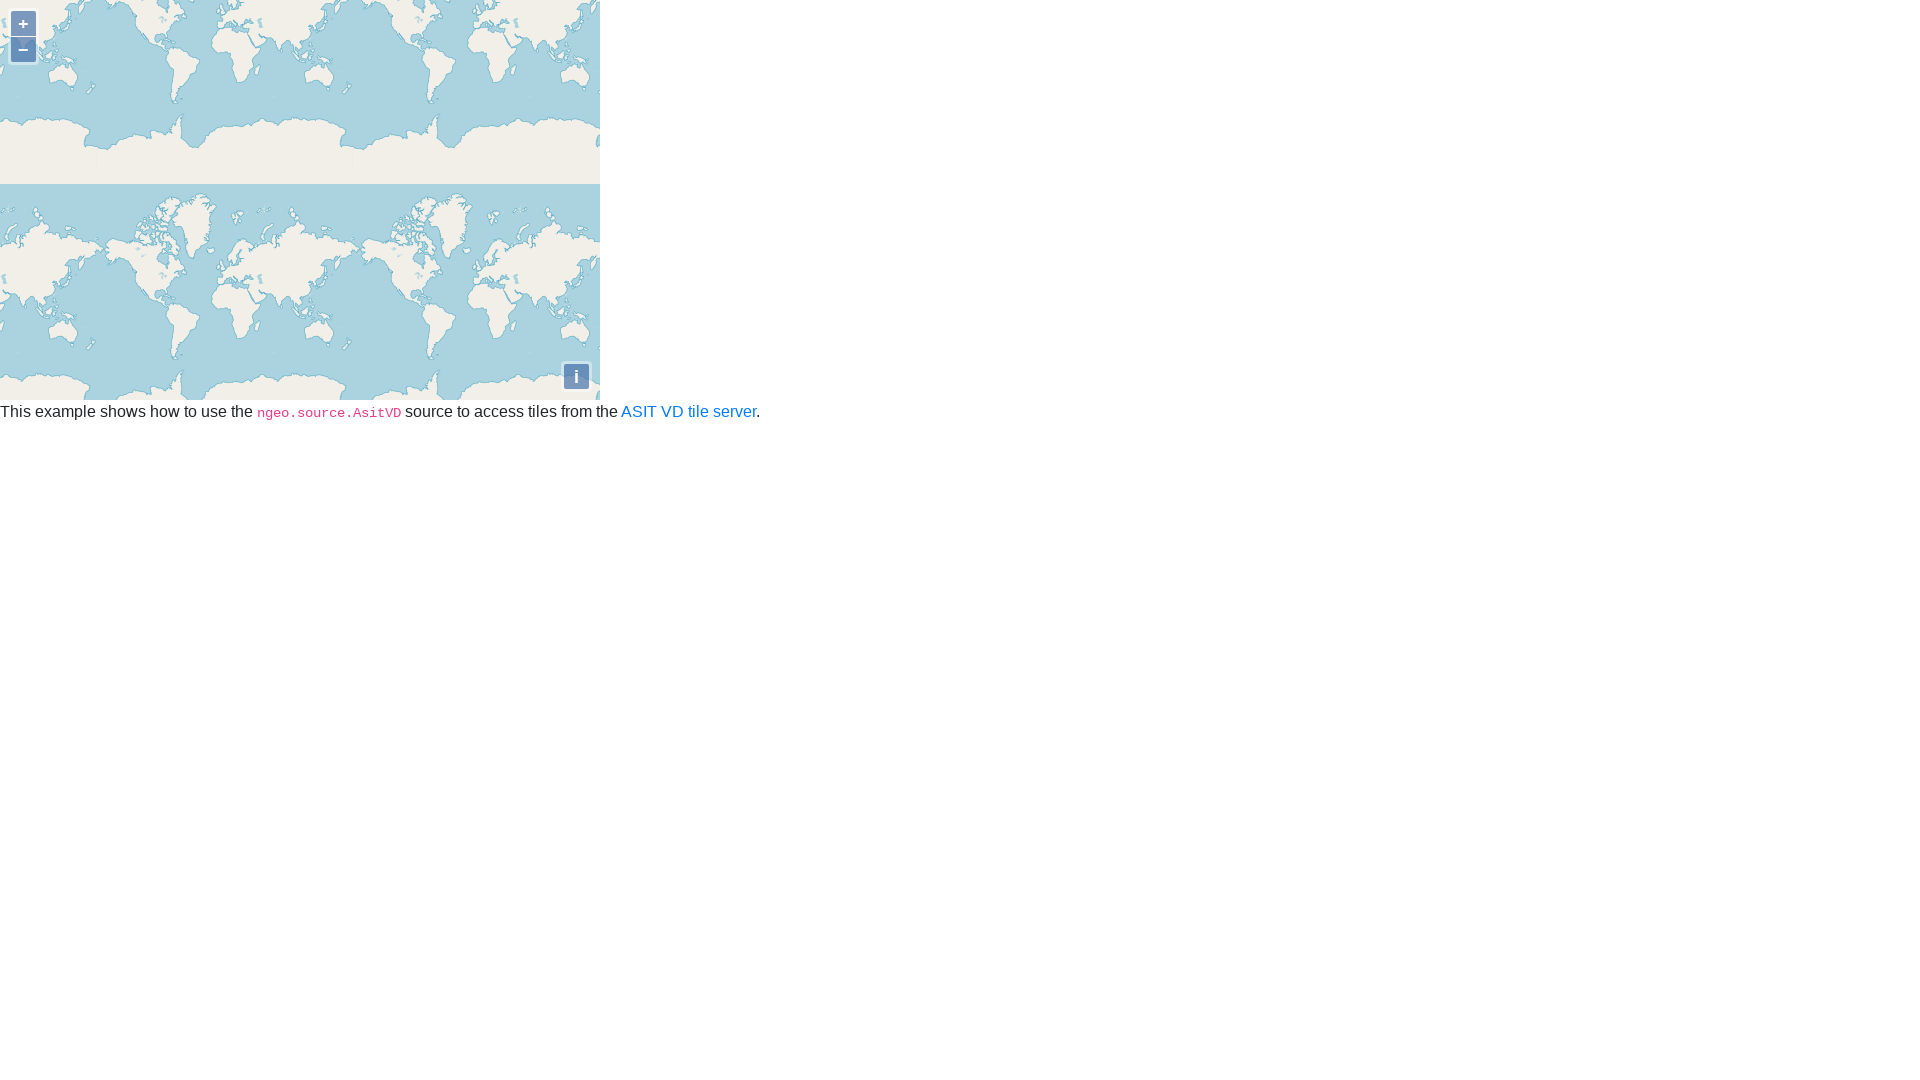 +
−
i
This example shows how to use the ngeo.source.AsitVD source to access tiles from the ASIT VD tile server.